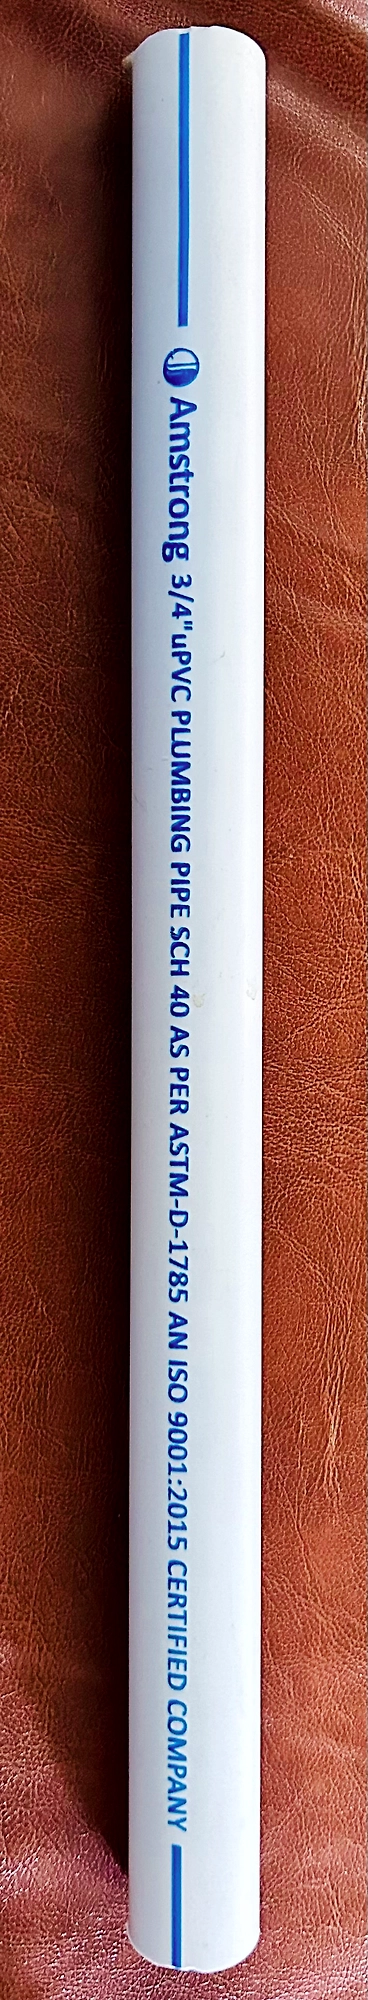 Amstrong 3/4"uPVC PLUMBING PIPE SCH 40 AS PER ASTM-D-1785 AN ISO 9001:2015 CERTIFIED COMPANY